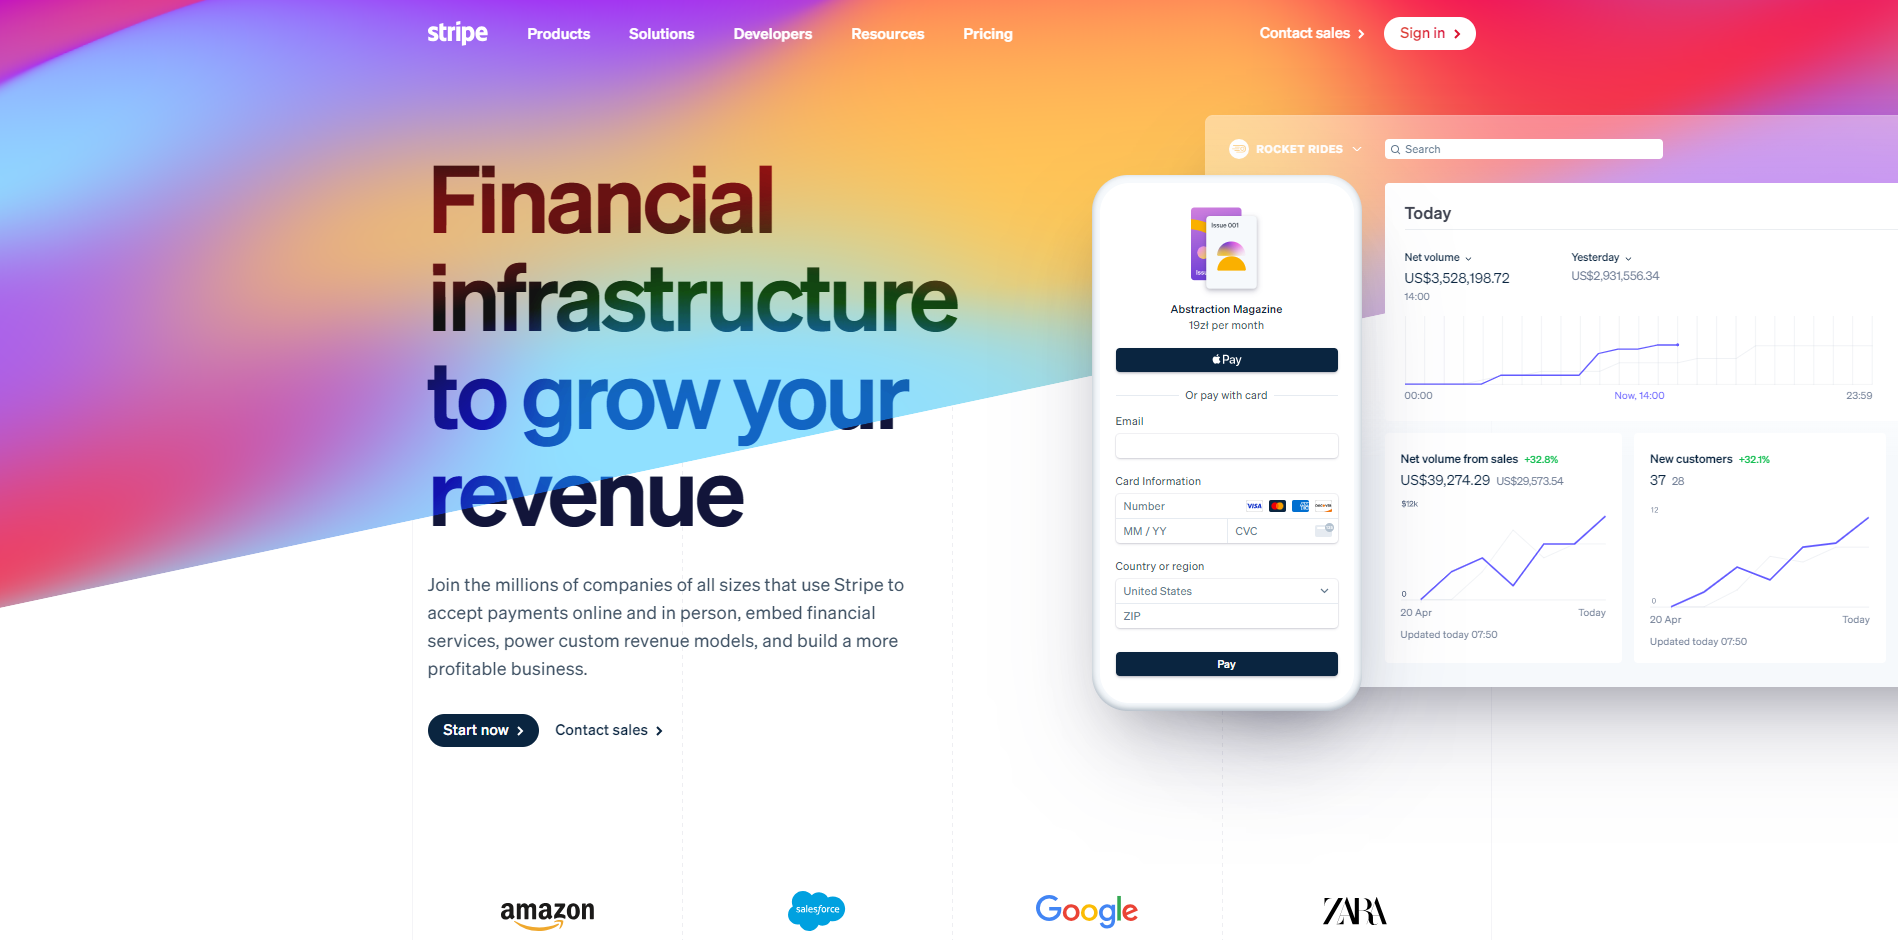 stripe
Products
Solutions
Developers
Resources
Pricing
Contact sales
Sign in
Financial
infrastructure
to grow your
revenue
Join the millions of companies of all sizes that use Stripe to
accept payments online and in person, embed financial
services, power custom revenue models, and build a more
profitable business.
Start now
Contact sales
Issue 001
Abstraction Magazine
19zł per month
Pay
Or pay with card
Email
Card Information
Number
VISA
MM / YY
CVC
Country or region
United States
ZIP
Pay
ROCKET RIDES
Search
Today
Net volume
US$3,528,198.72
14:00
Yesterday
US$2,931,556.34
00:00
Now, 14:00
23:59
Net volume from sales +32.8%
US$39,274.29 US$29,573.54
$12k
0
20 Apr
Today
Updated today 07:50
New customers +32.1%
37 28
12
0
20 Apr
Today
Updated today 07:50
amazon
salesforce
Google
ZARA